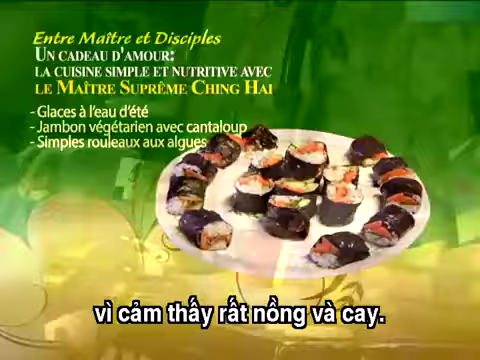 Entre Maître et Disciples
UN CADEAU D'AMOUR:
LA CUISINE SIMPLE ET NUTRITIVE AVEC
LE MAÎTRE SUPRÊME CHING HAI
- Glaces à l'eau d'été
- Jambon végétarien avec cantaloup
- Simples rouleaux aux algues
vì cảm thấy rất nồng và cay.